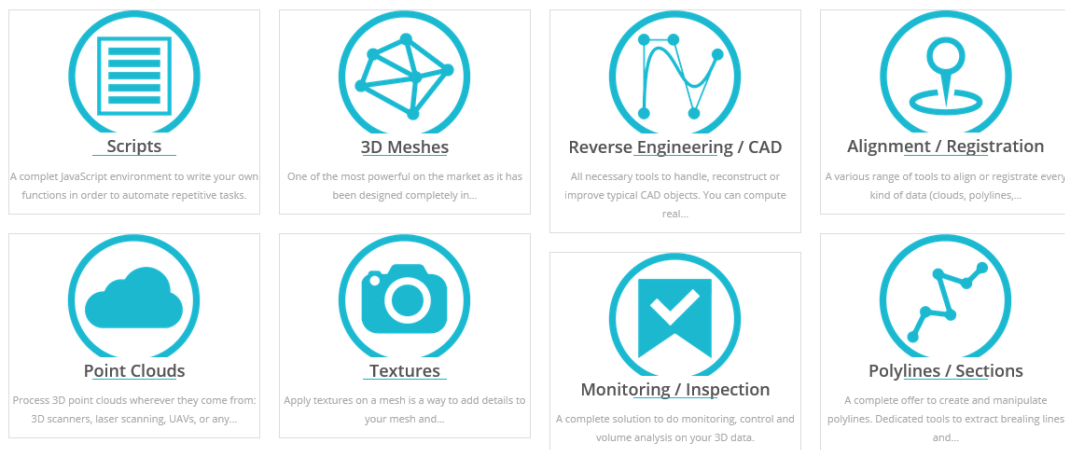 Scripts
A complet JavaScript environment to write your own
functions in order to automate repetitive tasks.
3D Meshes
One of the most powerful on the market as it has
been designed completely in...
Reverse Engineering / CAD
All necessary tools to handle, reconstruct or
improve typical CAD objects. You can compute
real...
Alignment / Registration
A various range of tools to align or registrate every
kind of data (clouds, polylines,...
Point Clouds
Process 3D point clouds wherever they come from:
3D scanners, laser scanning, UAVs, or any...
Textures
Apply textures on a mesh is a way to add details to
your mesh and...
Monitoring / Inspection
A complete solution to do monitoring, control and
volume analysis on your 3D data.
Polylines / Sections
A complete offer to create and manipulate
polylines. Dedicated tools to extract brealing lines
and...